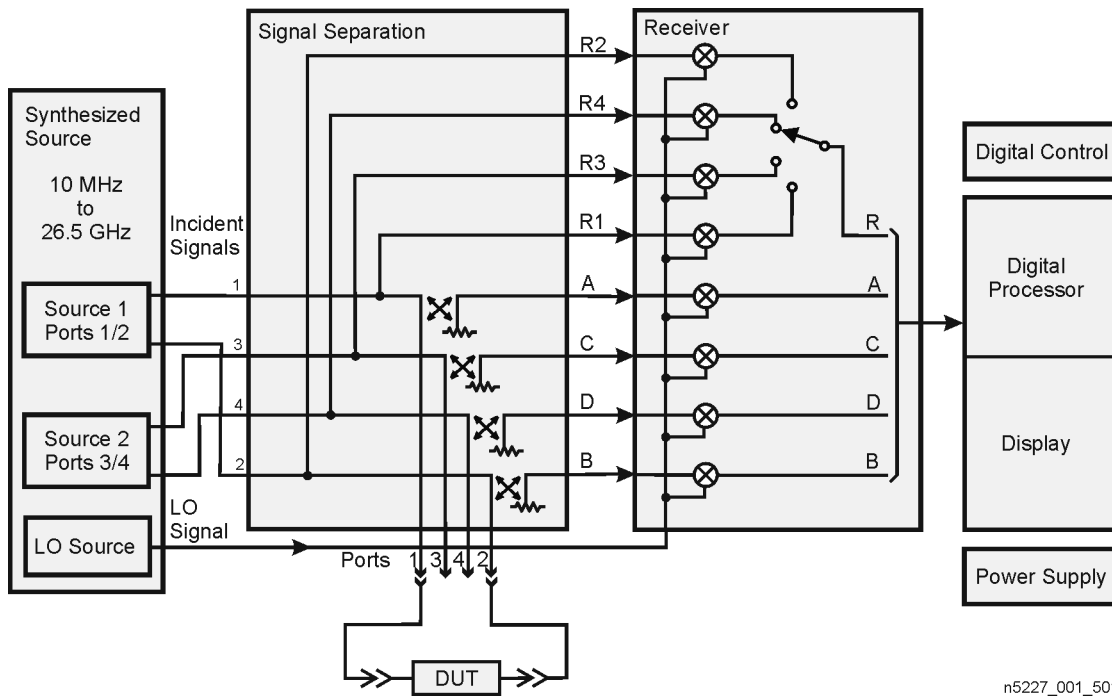 Signal Separation
Receiver
Synthesized
Source
10 MHz
to
26.5 GHz
Source 1
Ports 1/2
Source 2
Ports 3/4
LO Source
Incident
Signals
1
3
4
2
LO
Signal
R2
R4
R3
R1
A
C
D
B
R
A
C
D
B
Ports
1
3
4
2
DUT
Digital Control
Digital
Processor
Display
Power Supply
n5227_001_501